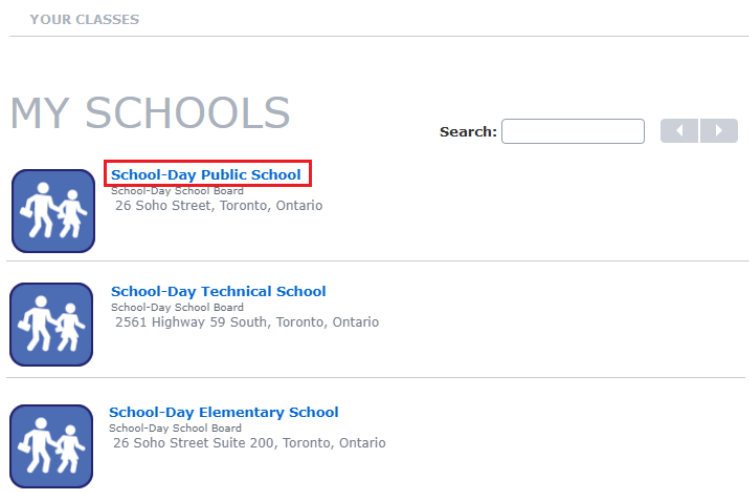 YOUR CLASSES
MY SCHOOLS
Search:
School-Day Public School
School-Day School Board
26 Soho Street, Toronto, Ontario
School-Day Technical School
School-Day School Board
2561 Highway 59 South, Toronto, Ontario
School-Day Elementary School
School-Day School Board
26 Soho Street Suite 200, Toronto, Ontario